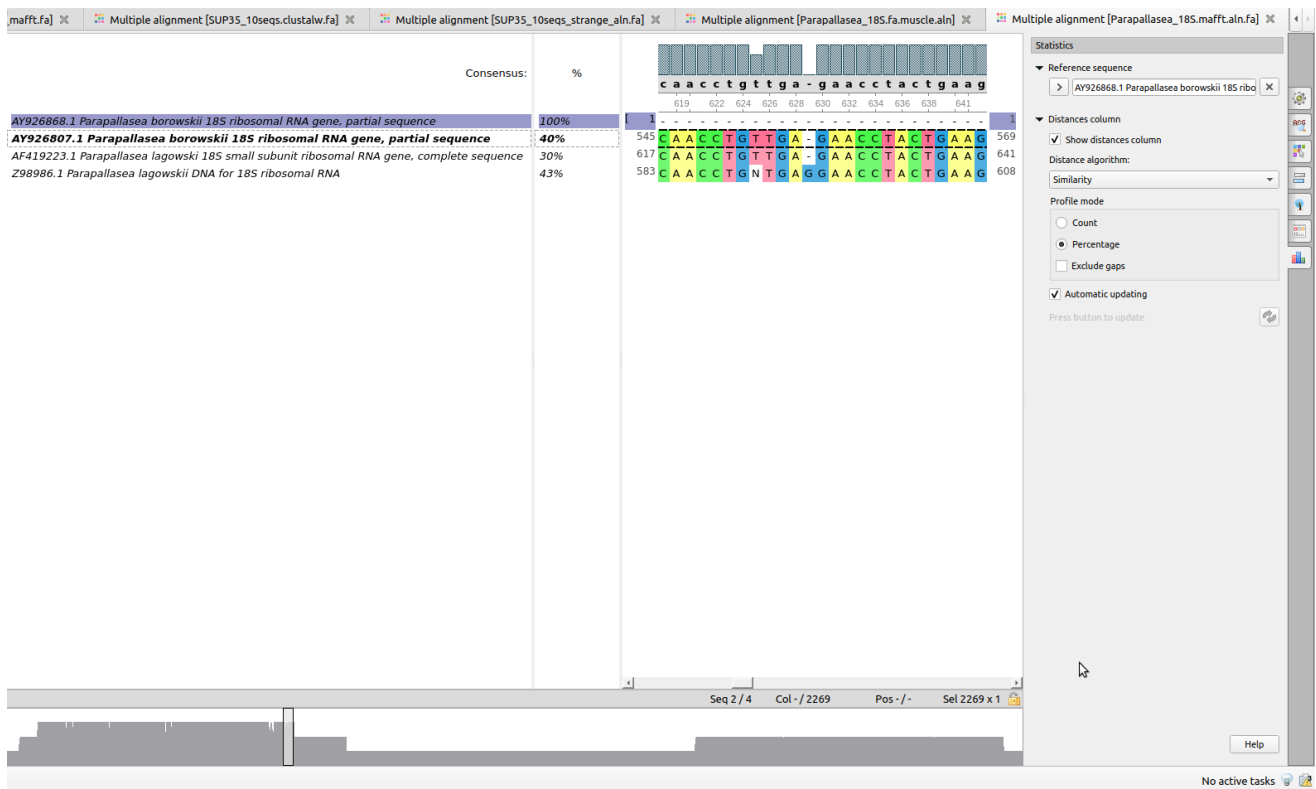 _mafft.fa]
Multiple alignment [SUP35_10seqs.clustalw.fa]
Multiple alignment [SUP35_10seqs_strange_aln.fa]
Multiple alignment [Parapallasea_18S.fa.muscle.aln]
Multiple alignment [Parapallasea_18S.mafft.aln.fa]
Consensus:
%
c a a c c t g t t g a - g a a c c t a c t g a a g
619 622 624 626 628 630 632 634 636 638 641
AY926868.1 Parapallasea borowskii 18S ribosomal RNA gene, partial sequence 100% [ 1 - - - - - - - - - - - - - - - - - - - - - - - - - 1
AY926807.1 Parapallasea borowskii 18S ribosomal RNA gene, partial sequence 40% 545 C A A C C T G T T G A - G A A C C T A C T G A A G 569
AF419223.1 Parapallasea lagowski 18S small subunit ribosomal RNA gene, complete sequence 30% 617 C A A C C T G T T G A - G A A C C T A C T G A A G 641
Z98986.1 Parapallasea lagowskii DNA for 18S ribosomal RNA 43% 583 C A A C C T G N T G A G G A A C C T A C T G A A G 608
Seq 2 / 4 Col - / 2269 Pos - / - Sel 2269 x 1
Statistics
Reference sequence
> AY926868.1 Parapallasea borowskii 18S ribo
Distances column
Show distances column
Distance algorithm:
Similarity
Profile mode
Count
Percentage
Exclude gaps
Automatic updating
Press button to update
Help
No active tasks